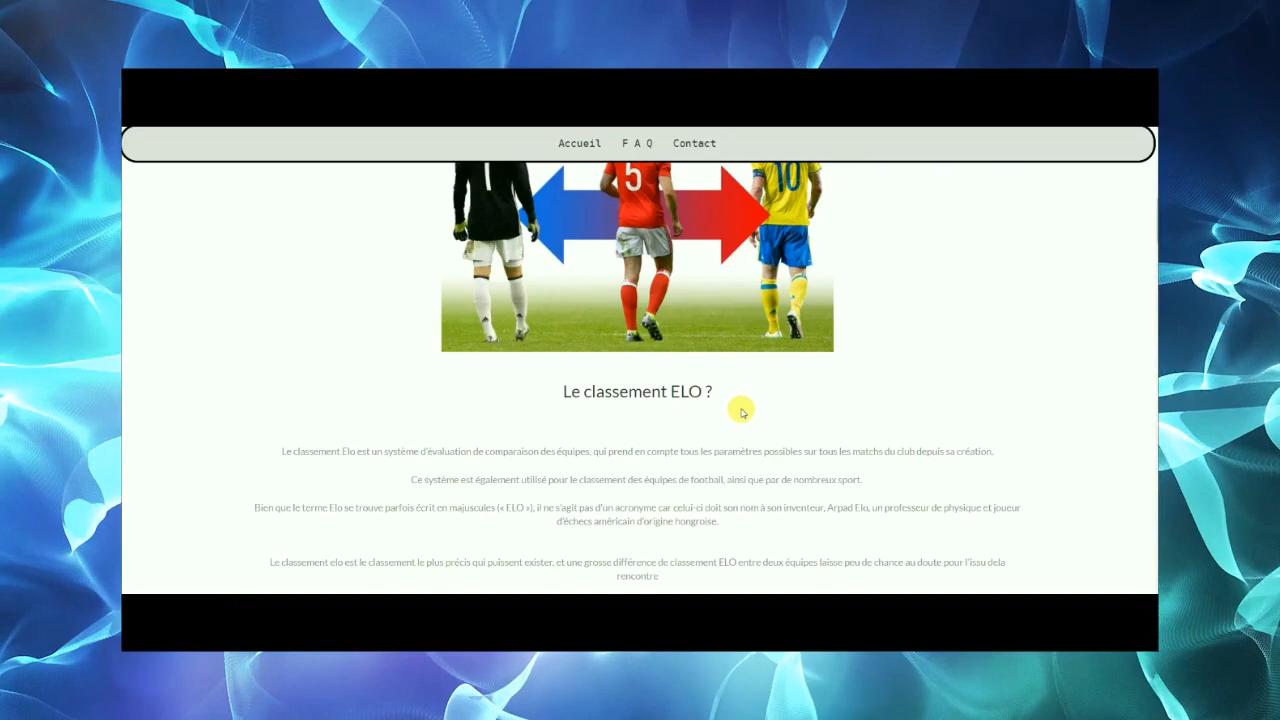 Accueil F A Q Contact
1 5 10
Le classement ELO ?
Le classement Elo est un système d'évaluation de comparaison des équipes, qui prend en compte tous les paramètres possibles sur tous les matchs du club depuis sa création.
Ce système est également utilisé pour le classement des équipes de football, ainsi que par de nombreux sport.
Bien que le terme Elo se trouve parfois écrit en majuscules (« ELO »), il ne s'agit pas d'un acronyme car celui-ci doit son nom à son inventeur, Arpad Elo, un professeur de physique et joueur
d'échecs américain d'origine hongroise.
Le classement elo est le classement le plus précis qui puissent exister, et une grosse différence de classement ELO entre deux équipes laisse peu de chance au doute pour l'issu dela
rencontre